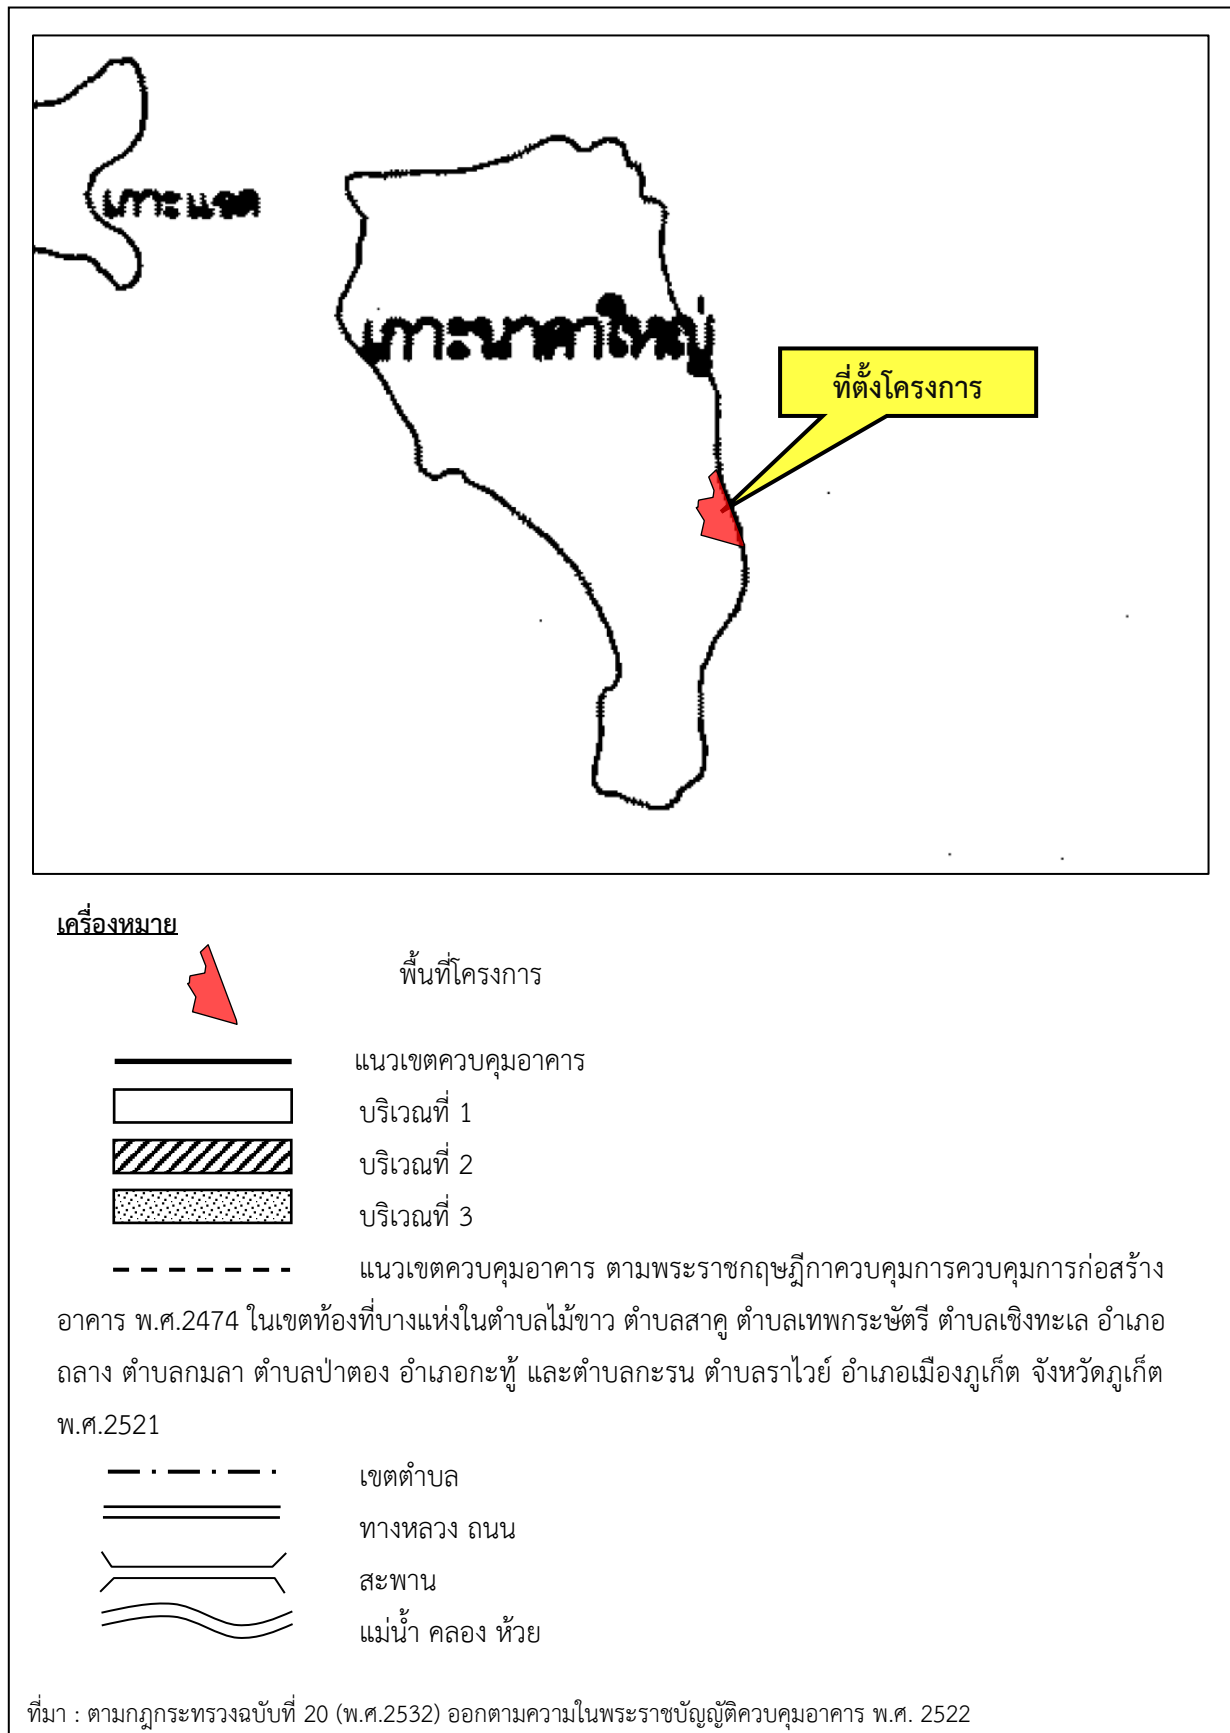 เกาะแรด
เกาะนาคาใหญ่
ที่ตั้งโครงการ
เครื่องหมาย
พื้นที่โครงการ
แนวเขตควบคุมอาคาร
บริเวณที่ 1
บริเวณที่ 2
บริเวณที่ 3
แนวเขตควบคุมอาคาร ตามพระราชกฤษฎีกาควบคุมการควบคุมการก่อสร้าง
อาคาร พ.ศ.2474 ในเขตท้องที่บางแห่งในตำบลไม้ขาว ตำบลสาคู ตำบลเทพกระษัตรี ตำบลเชิงทะเล อำเภอ
ถลาง ตำบลกมลา ตำบลป่าตอง อำเภอกะทู้ และตำบลกะรน ตำบลราไวย์ อำเภอเมืองภูเก็ต จังหวัดภูเก็ต
พ.ศ.2521
เขตตำบล
ทางหลวง ถนน
สะพาน
แม่น้ำ คลอง ห้วย
ที่มา : ตามกฎกระทรวงฉบับที่ 20 (พ.ศ.2532) ออกตามความในพระราชบัญญัติควบคุมอาคาร พ.ศ. 2522